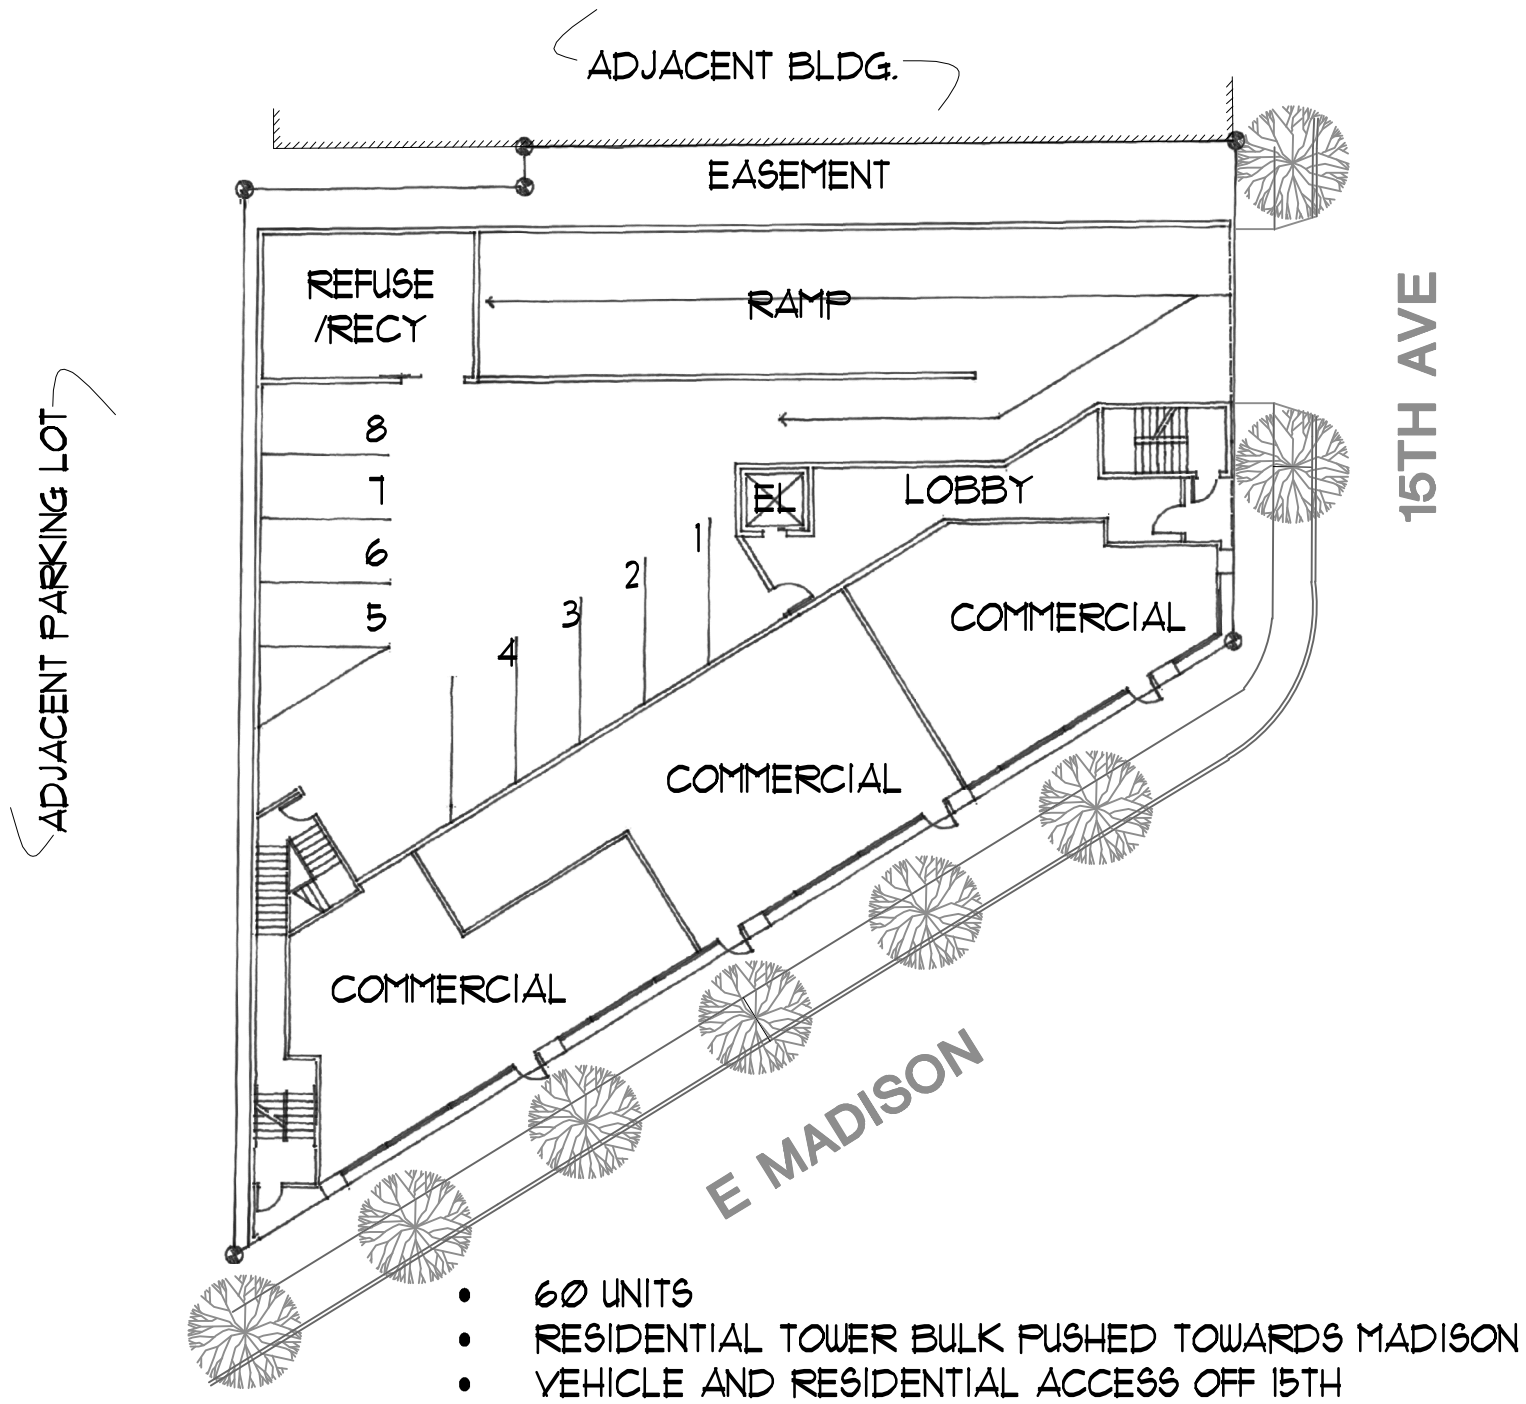 ADJACENT BLDG.
EASEMENT
REFUSE
/RECY
RAMP
15TH AVE
ADJACENT PARKING LOT
8
7
6
5
EL
LOBBY
1
2
3
4
COMMERCIAL
COMMERCIAL
COMMERCIAL
E MADISON
• 60 UNITS
• RESIDENTIAL TOWER BULK PUSHED TOWARDS MADISON
• VEHICLE AND RESIDENTIAL ACCESS OFF 15TH